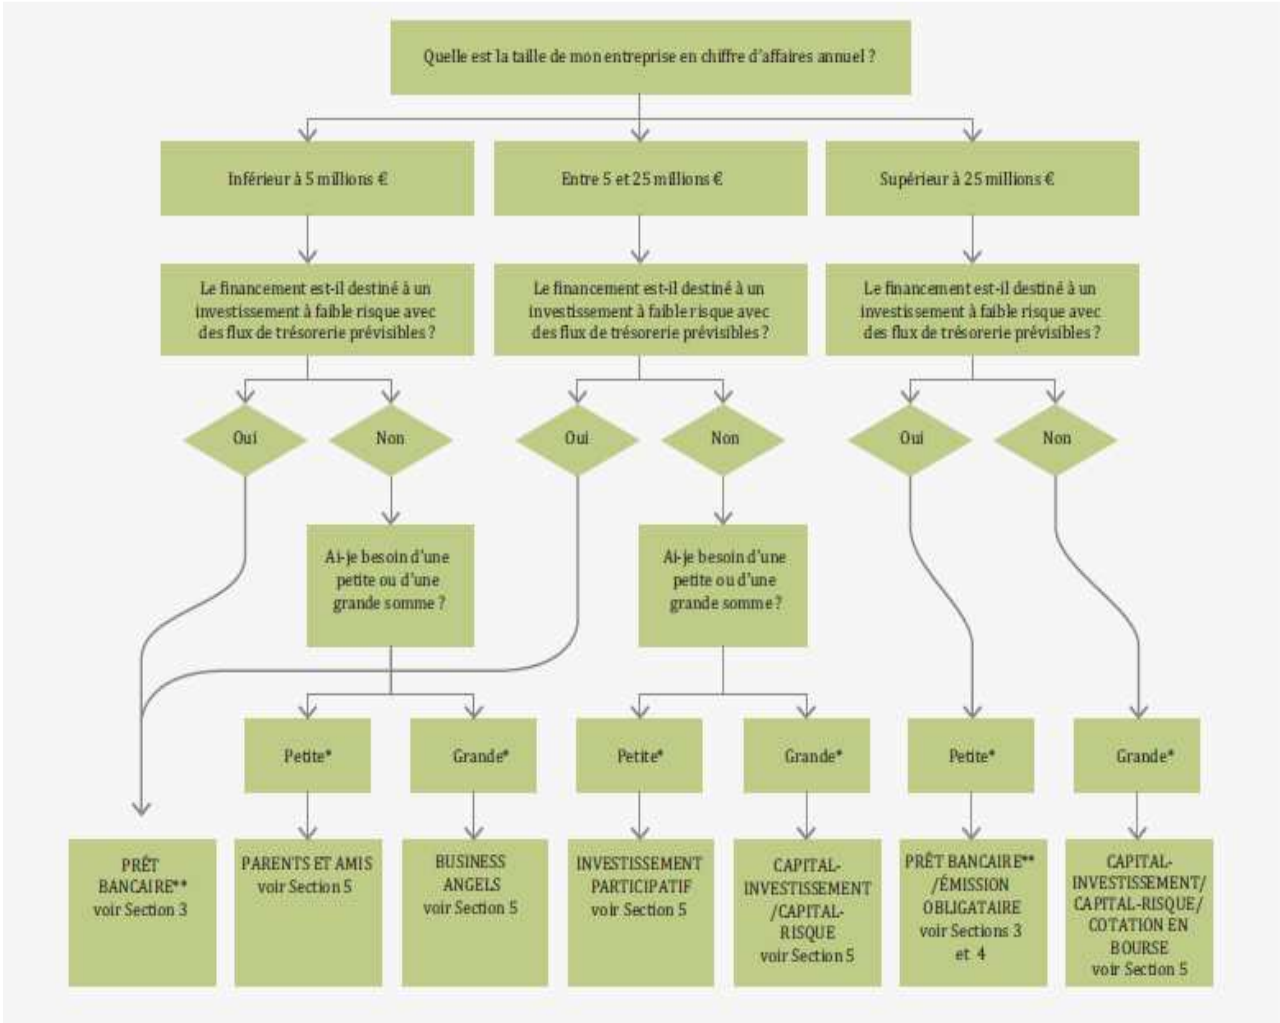 Quelle est la taille de mon entreprise en chiffre d'affaires annuel ?
Inférieur à 5 millions €
Entre 5 et 25 millions €
Supérieur à 25 millions €
Le financement est-il destiné à un
investissement à faible risque avec
des flux de trésorerie prévisibles ?
Le financement est-il destiné à un
investissement à faible risque avec
des flux de trésorerie prévisibles ?
Le financement est-il destiné à un
investissement à faible risque avec
des flux de trésorerie prévisibles ?
Oui
Non
Oui
Non
Oui
Non
Ai-je besoin d'une
petite ou d'une
grande somme ?
Ai-je besoin d'une
petite ou d'une
grande somme ?
Petite*
Grande*
Petite*
Grande*
Petite*
Grande*
PRÊT
BANCAIRE**
voir Section 3
PARENTS ET AMIS
voir Section 5
BUSINESS
ANGELS
voir Section 5
INVESTISSEMENT
PARTICIPATIF
voir Section 5
CAPITAL-
INVESTISSEMENT
/CAPITAL-
RISQUE
voir Section 5
PRÊT BANCAIRE**
/ÉMISSION
OBLIGATAIRE
voir Sections 3
et 4
CAPITAL-
INVESTISSEMENT/
CAPITAL-RISQUE/
COTATION EN
BOURSE
voir Section 5